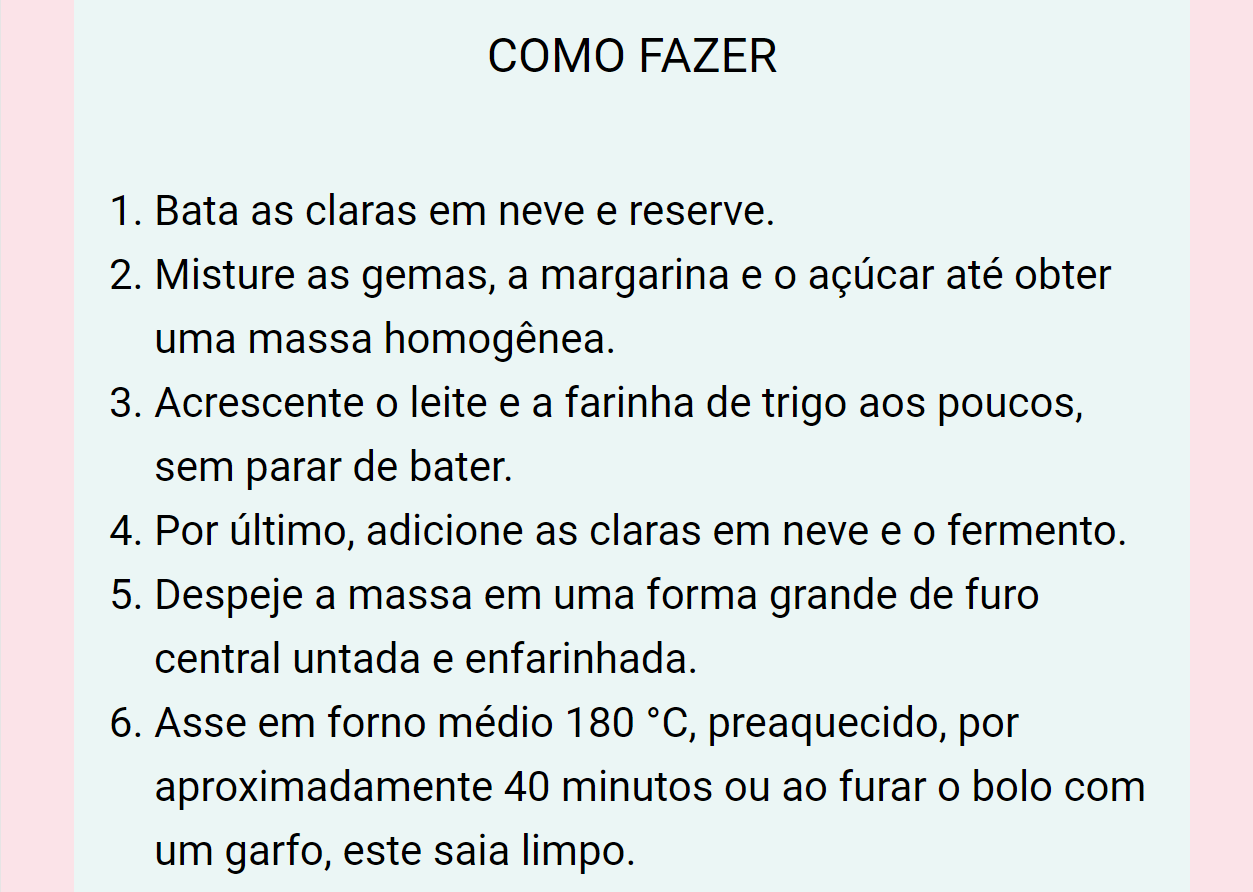 COMO FAZER
1. Bata as claras em neve e reserve.
2. Misture as gemas, a margarina e o açúcar até obter
uma massa homogênea.
3. Acrescente o leite e a farinha de trigo aos poucos,
sem parar de bater.
4. Por último, adicione as claras em neve e o fermento.
5. Despeje a massa em uma forma grande de furo
central untada e enfarinhada.
6. Asse em forno médio 180 °C, preaquecido, por
aproximadamente 40 minutos ou ao furar o bolo com
um garfo, este saia limpo.